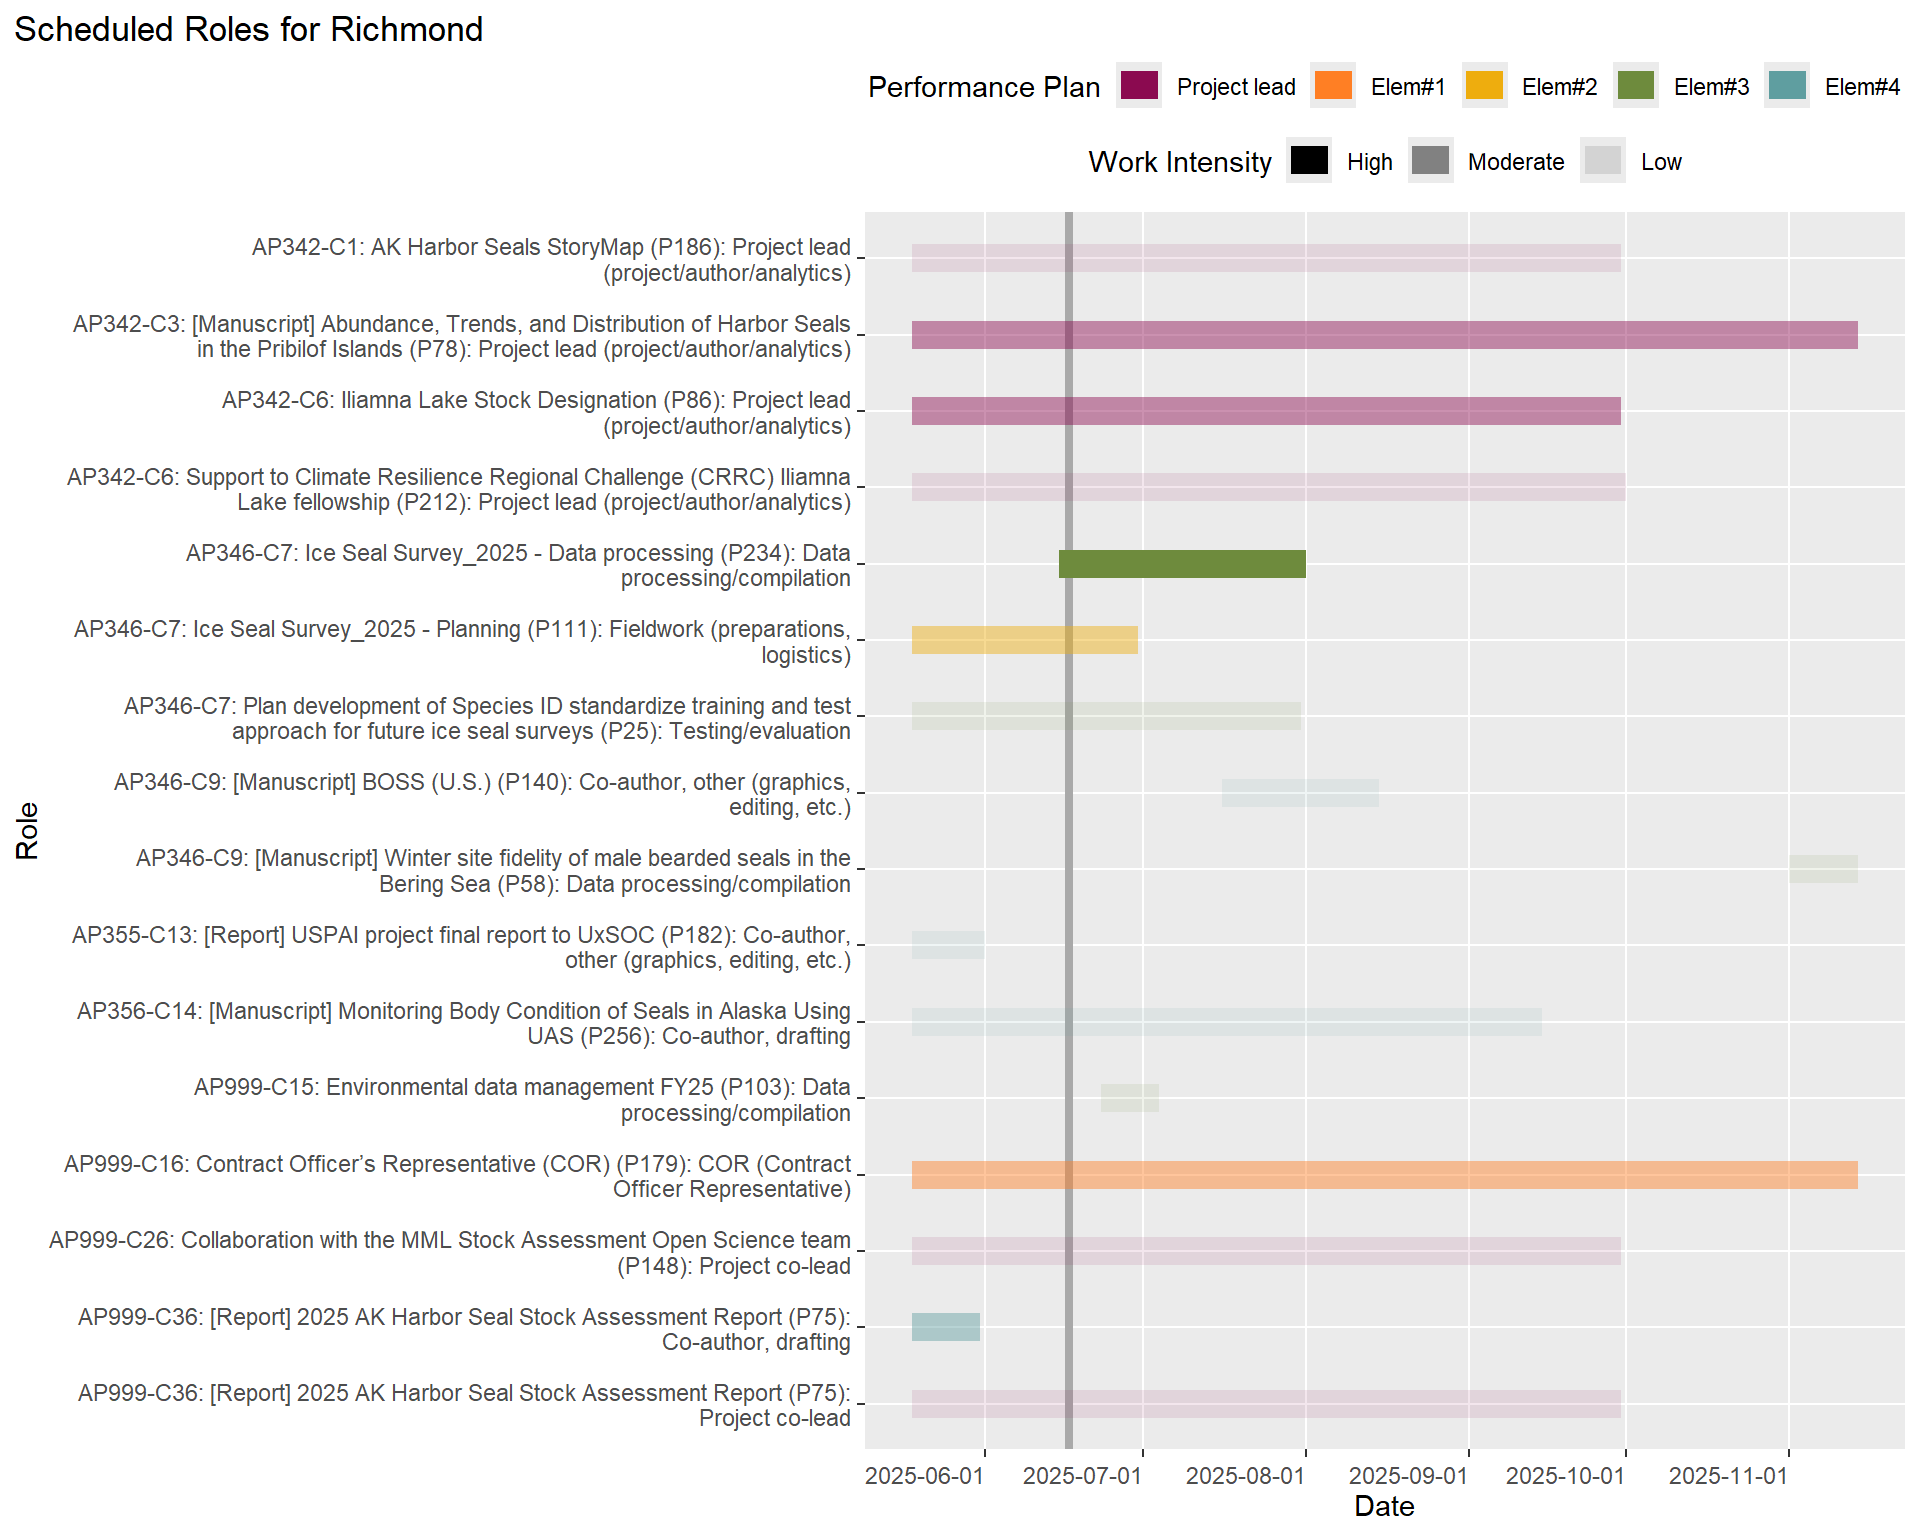 Scheduled Roles for Richmond
Performance Plan Project lead Elem#1 Elem#2 Elem#3 Elem#4
Work Intensity High Moderate Low
AP342-C1: AK Harbor Seals StoryMap (P186): Project lead
(project/author/analytics)
AP342-C3: [Manuscript] Abundance, Trends, and Distribution of Harbor Seals
in the Pribilof Islands (P78): Project lead (project/author/analytics)
AP342-C6: Iliamna Lake Stock Designation (P86): Project lead
(project/author/analytics)
AP342-C6: Support to Climate Resilience Regional Challenge (CRRC) Iliamna
Lake fellowship (P212): Project lead (project/author/analytics)
AP346-C7: Ice Seal Survey_2025 - Data processing (P234): Data
processing/compilation
AP346-C7: Ice Seal Survey_2025 - Planning (P111): Fieldwork (preparations,
logistics)
AP346-C7: Plan development of Species ID standardize training and test
approach for future ice seal surveys (P25): Testing/evaluation
AP346-C9: [Manuscript] BOSS (U.S.) (P140): Co-author, other (graphics,
editing, etc.)
AP346-C9: [Manuscript] Winter site fidelity of male bearded seals in the
Bering Sea (P58): Data processing/compilation
AP355-C13: [Report] USPAI project final report to UxSOC (P182): Co-author,
other (graphics, editing, etc.)
AP356-C14: [Manuscript] Monitoring Body Condition of Seals in Alaska Using
UAS (P256): Co-author, drafting
AP999-C15: Environmental data management FY25 (P103): Data
processing/compilation
AP999-C16: Contract Officer’s Representative (COR) (P179): COR (Contract
Officer Representative)
AP999-C26: Collaboration with the MML Stock Assessment Open Science team
(P148): Project co-lead
AP999-C36: [Report] 2025 AK Harbor Seal Stock Assessment Report (P75):
Co-author, drafting
AP999-C36: [Report] 2025 AK Harbor Seal Stock Assessment Report (P75):
Project co-lead
Role
2025-06-01 2025-07-01 2025-08-01 2025-09-01 2025-10-01 2025-11-01
Date